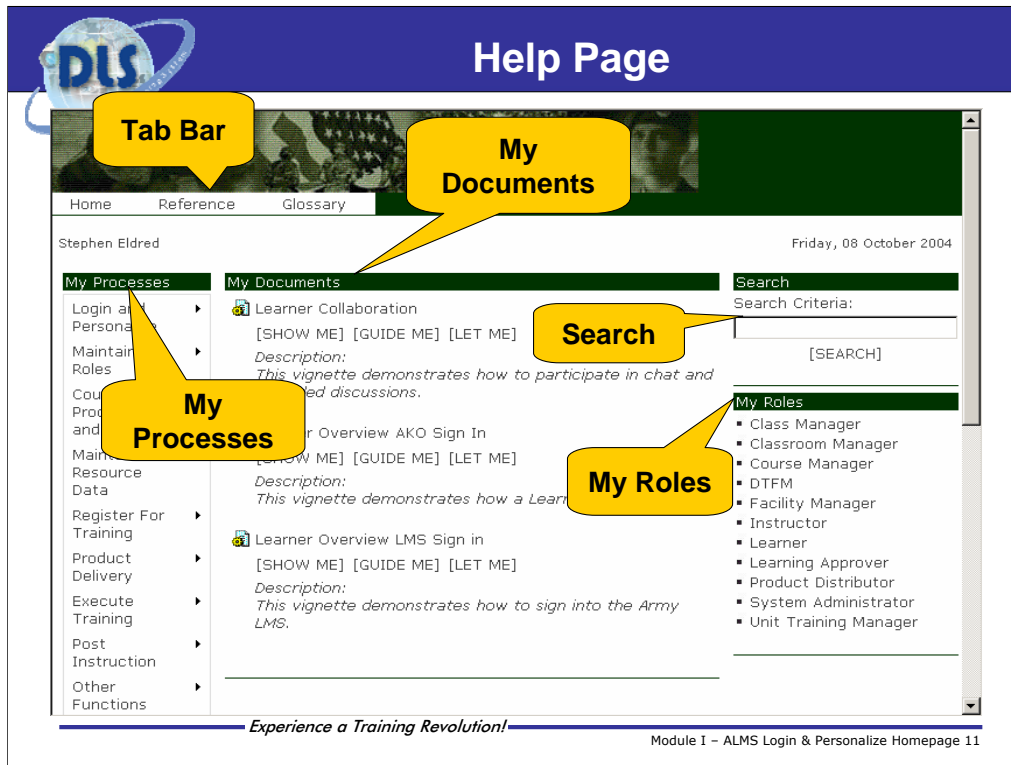 DLS
Help Page
Tab Bar
My
Documents
Home Reference Glossary
Stephen Eldred
Friday, 08 October 2004
My Processes
Login and
Maintain
Roles
and
Resource
Data
Register For
Training
Product
Delivery
Execute
Training
Post
Instruction
Other
Functions
My
Processes
My Documents
Learner Collaboration
[SHOW ME] [GUIDE ME] [LET ME]
Description:
This vignette demonstrates how to participate in chat and
discussions.
Overview AKO Sign In
[SHOW ME] [GUIDE ME] [LET ME]
Description:
This vignette demonstrates how a
Learner Overview LMS Sign in
[SHOW ME] [GUIDE ME] [LET ME]
Description:
This vignette demonstrates how to sign into the Army
LMS.
Search
Search
Search Criteria:
[SEARCH]
My Roles
My Roles
Class Manager
Classroom Manager
Course Manager
DTFM
Facility Manager
Instructor
Learner
Learning Approver
Product Distributor
System Administrator
Unit Training Manager
Experience a Training Revolution!
Module I – ALMS Login & Personalize Homepage 11